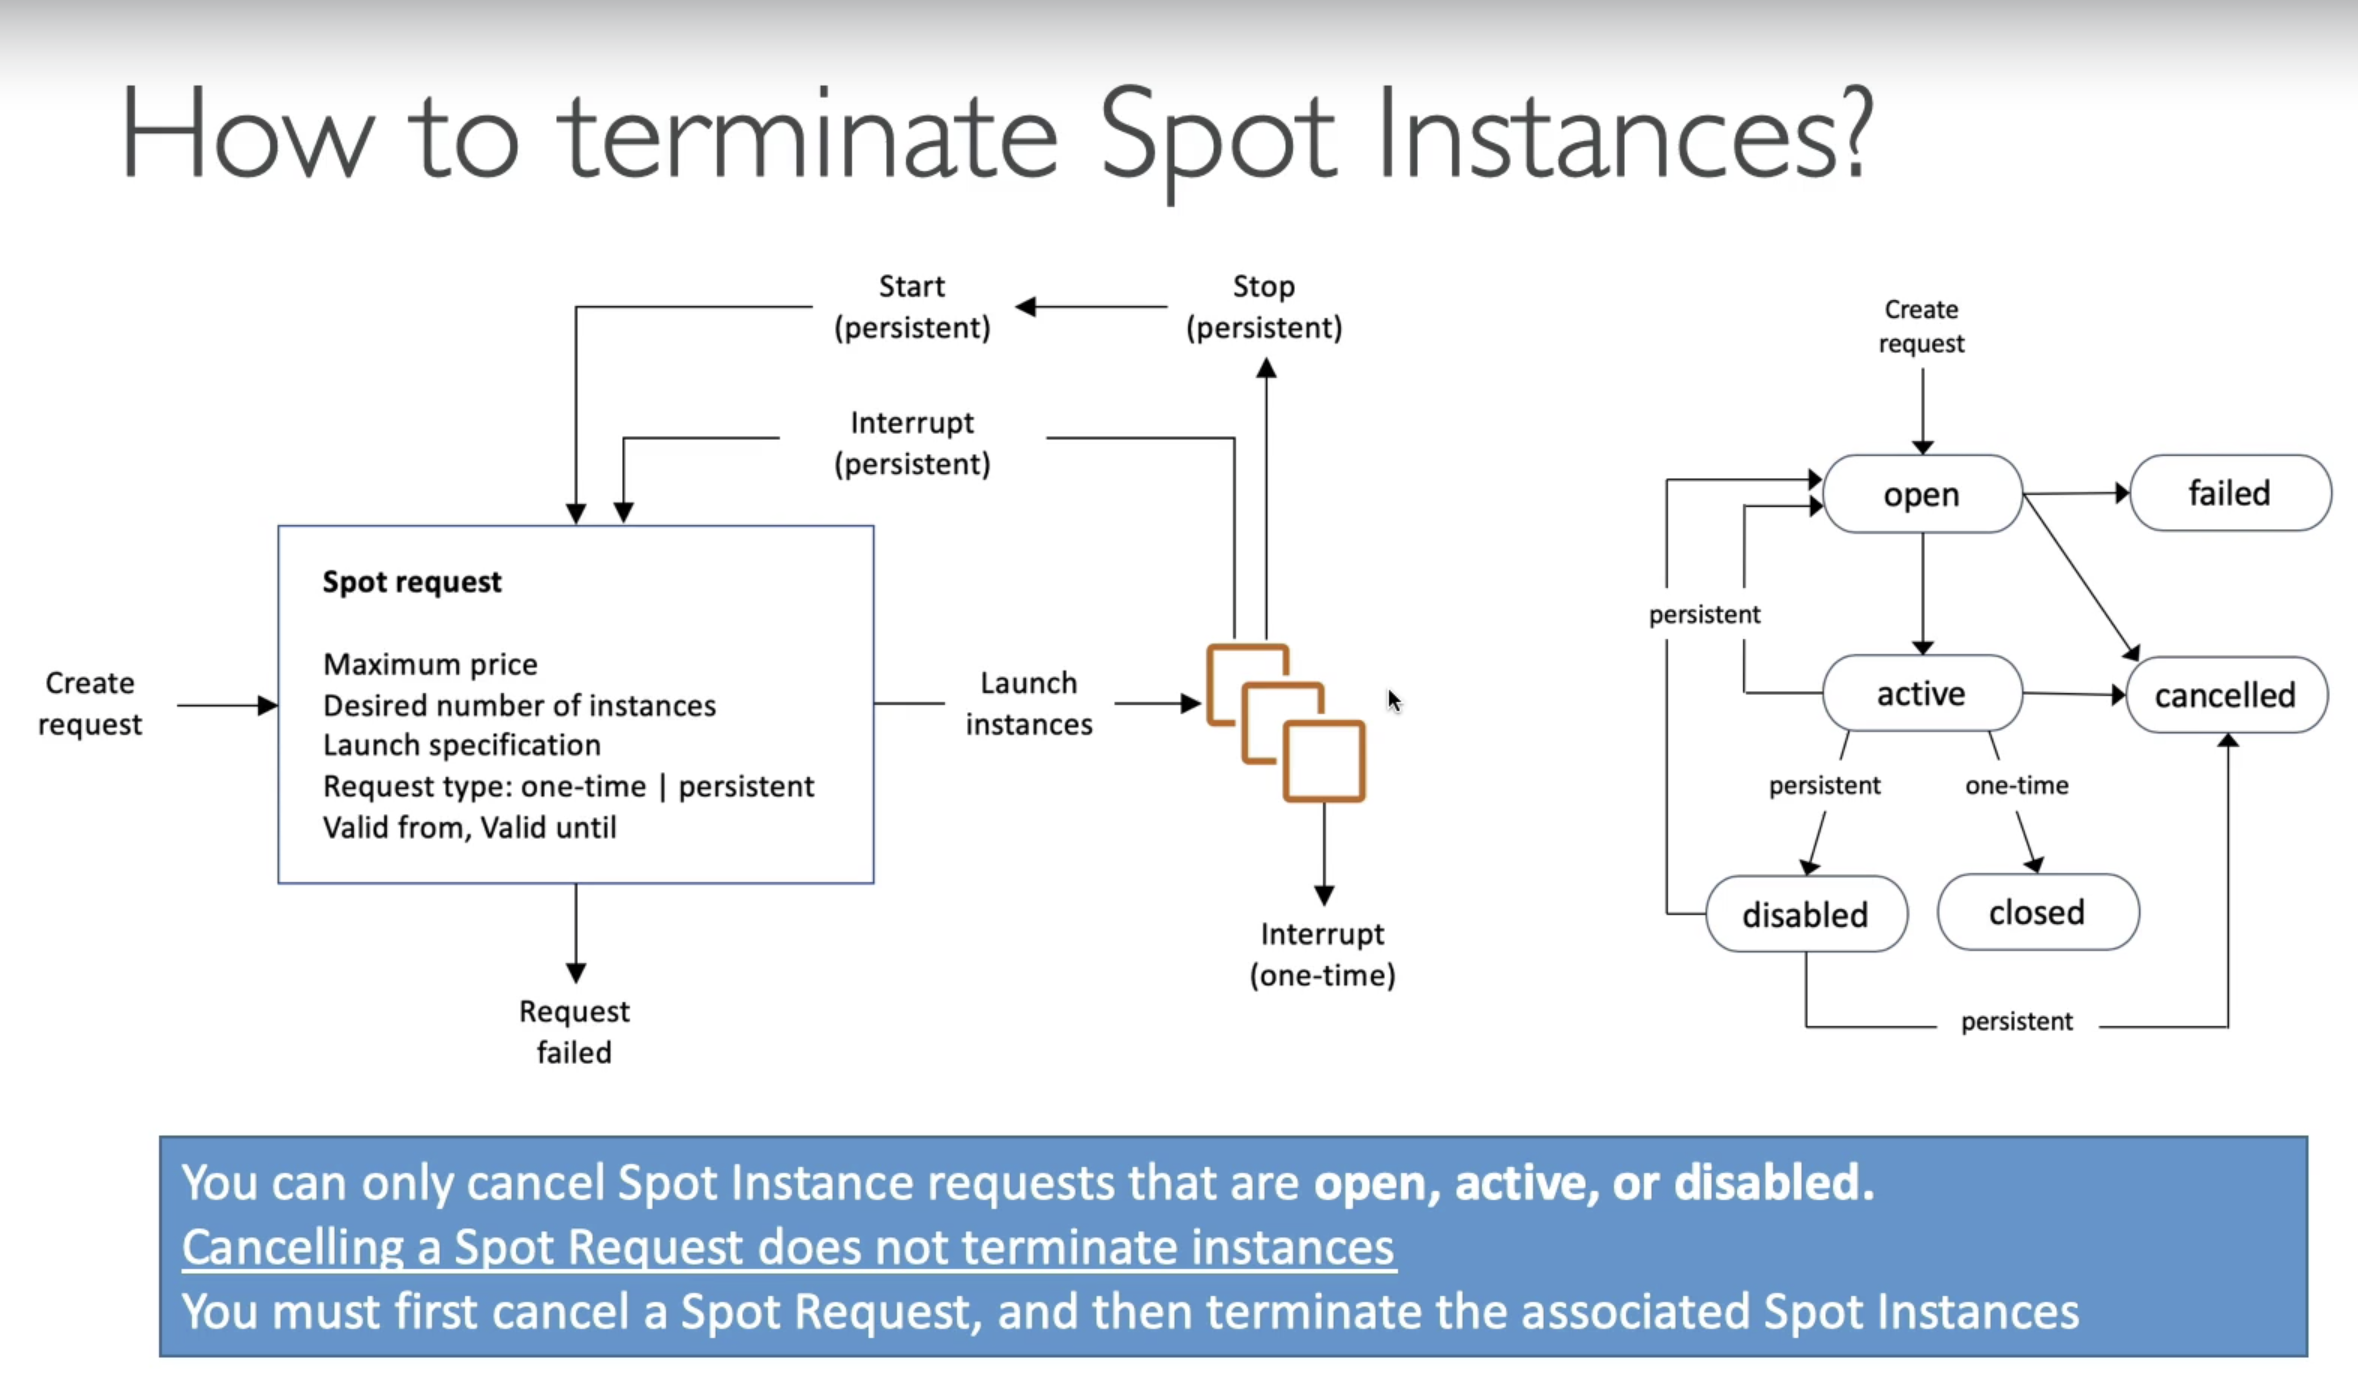 How to terminate Spot Instances?
Start
(persistent)
Stop
(persistent)
Interrupt
(persistent)
Create
request
Spot request
Maximum price
Desired number of instances
Launch specification
Request type: one-time | persistent
Valid from, Valid until
Launch
instances
Interrupt
(one-time)
Request
failed
Create
request
open
failed
persistent
active
cancelled
persistent
one-time
disabled
closed
persistent
You can only cancel Spot Instance requests that are open, active, or disabled.
Cancelling a Spot Request does not terminate instances
You must first cancel a Spot Request, and then terminate the associated Spot Instances